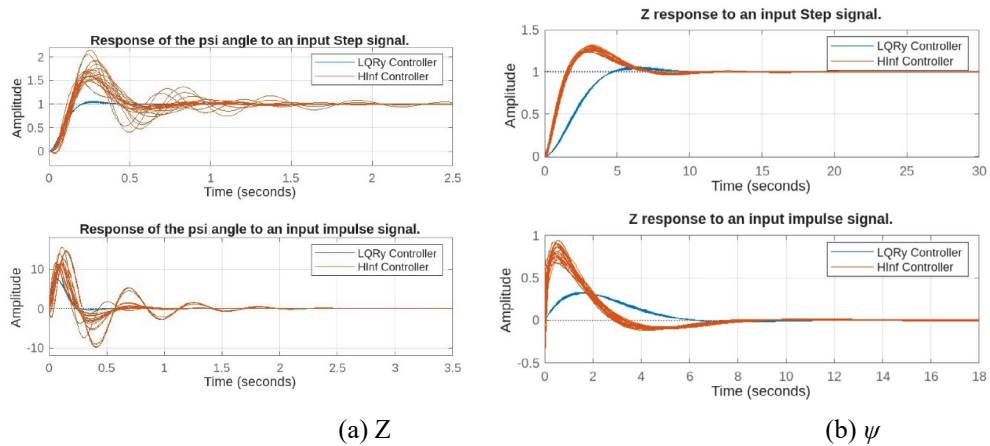 Response of the psi angle to an input Step signal.
LQRy Controller
HInf Controller
Amplitude
2
1.5
1
0.5
0
0 0.5 1 1.5 2 2.5
Time (seconds)
Response of the psi angle to an input impulse signal.
LQRy Controller
HInf Controller
Amplitude
10
0
-10
0 0.5 1 1.5 2 2.5 3 3.5
Time (seconds)
(a) Z
Z response to an input Step signal.
LQRy Controller
HInf Controller
Amplitude
1.5
1
0.5
0
0 5 10 15 20 25 30
Time (seconds)
Z response to an input impulse signal.
LQRy Controller
HInf Controller
Amplitude
1
0.5
0
-0.5
0 2 4 6 8 10 12 14 16 18
Time (seconds)
(b) ψ